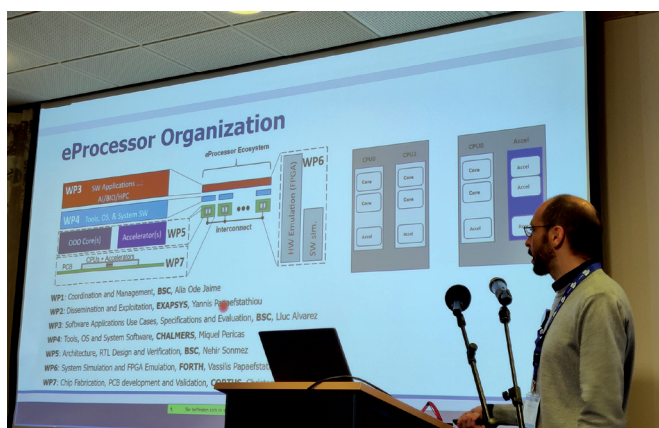 eProcessor Organization
eProcessor Ecosystem
WP3
SW Applications ...
AI/BIO/HPC
WP4
Tools, OS & System SW
OOO Core(s)
Accelerator(s)
WP5
Interconnect
PCB
CPUs + Accelerators
WP7
WP6
HW Emulation (FPGA)
SW sim.
CPU0
CPU1
Core
Core
Core
Core
Accel
Accel
CPU0
Accel
Core
Accel
Core
Accel
Accel
Accel
WP1: Coordination and Management, BSC, Alia Ode Jaime
WP2: Dissemination and Exploitation, EXAPSYS, Yannis Papaefstathiou
WP3: Software Applications Use Cases, Specifications and Evaluation, BSC, Lluc Alvarez
WP4: Tools, OS and System Software, CHALMERS, Miquel Pericas
WP5: Architecture, RTL Design and Verification, BSC, Nehir Sonmez
WP6: System Simulation and FPGA Emulation, FORTH, Vassilis Papaefst
WP7: Chip Fabrication, PCB development and Validation, CORTUS,